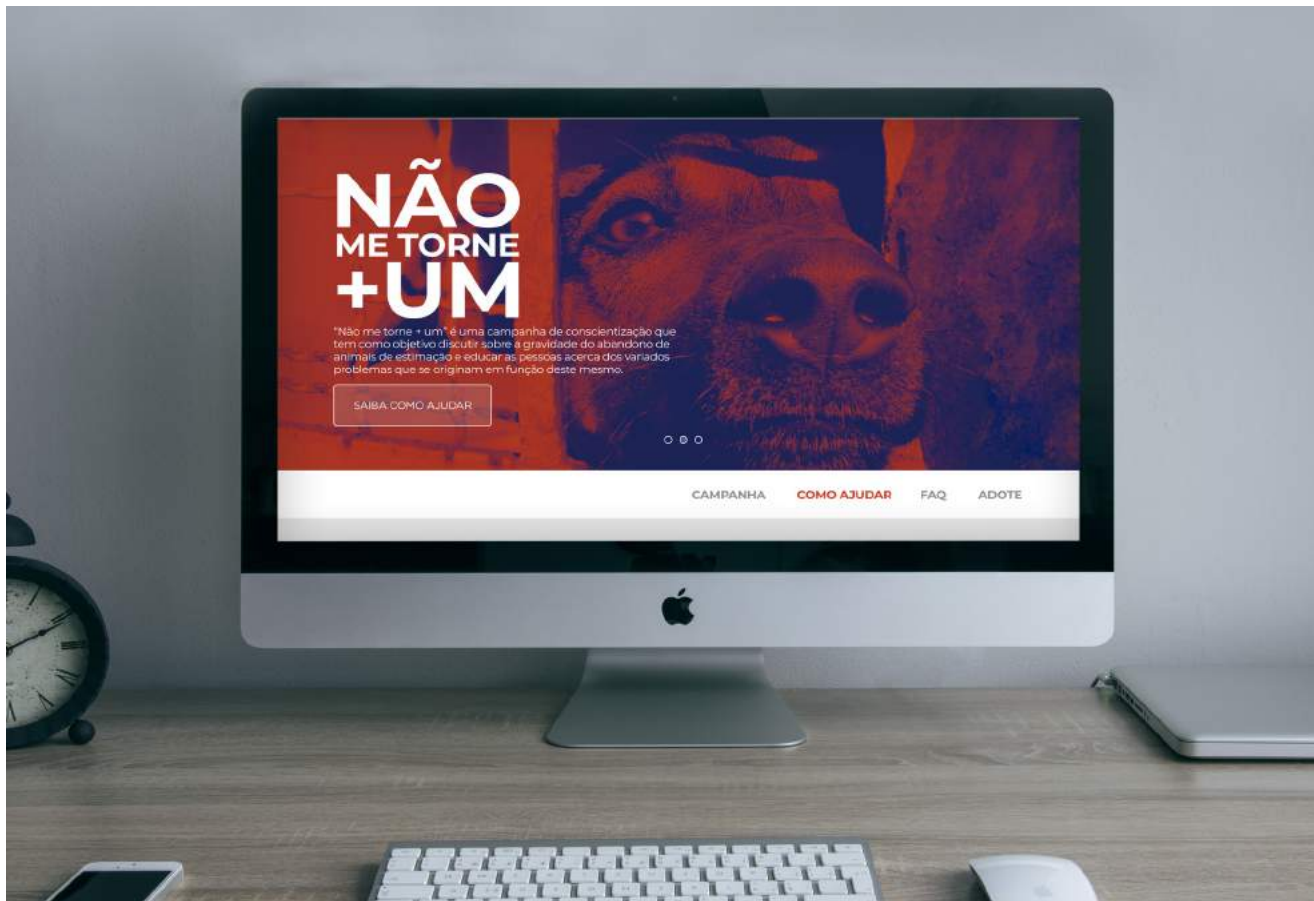 NÃO
ME TORNE
+UM
"Não me torne + um" é uma campanha de conscientização que
tem como objetivo discutir sobre a gravidade do abandono de
animais de estimação e educar as pessoas acerca dos variados
problemas que se originam em função deste mesmo.
SAIBA COMO AJUDAR
CAMPANHA COMO AJUDAR FAQ ADOTE